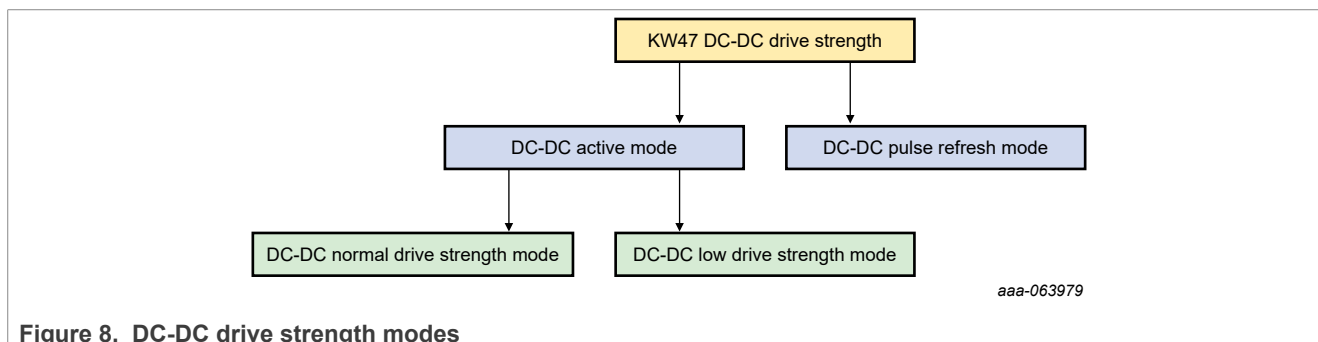 KW47 DC-DC drive strength
DC-DC active mode
DC-DC pulse refresh mode
DC-DC normal drive strength mode
DC-DC low drive strength mode
aaa-063979
Figure 8. DC-DC drive strength modes